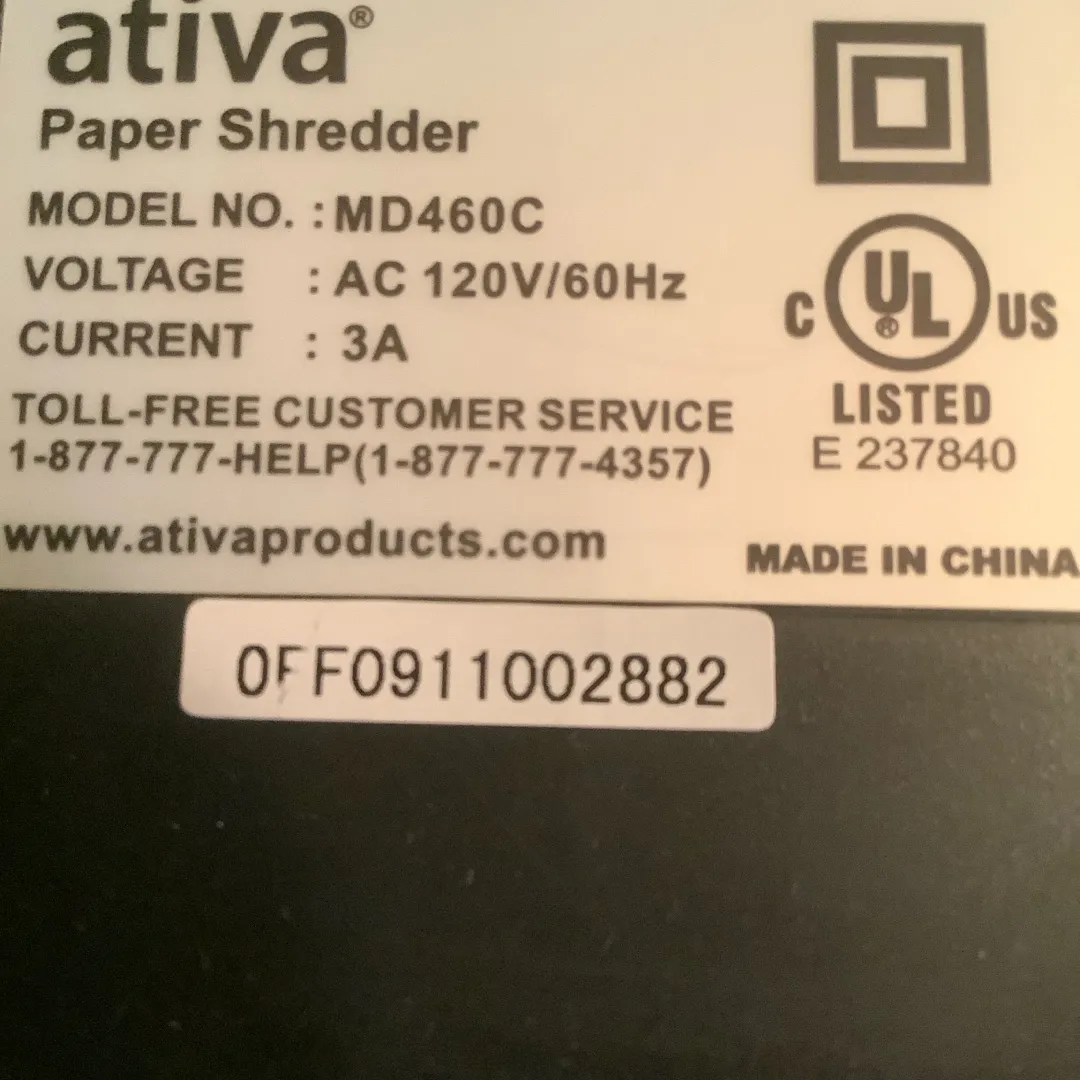 ativa®
Paper Shredder
MODEL NO. : MD460C
VOLTAGE : AC 120V/60Hz
CURRENT : 3A
TOLL-FREE CUSTOMER SERVICE
1-877-777-HELP(1-877-777-4357)
www.ativaproducts.com
C UL® US
LISTED
E 237840
MADE IN CHINA
0FF0911002882